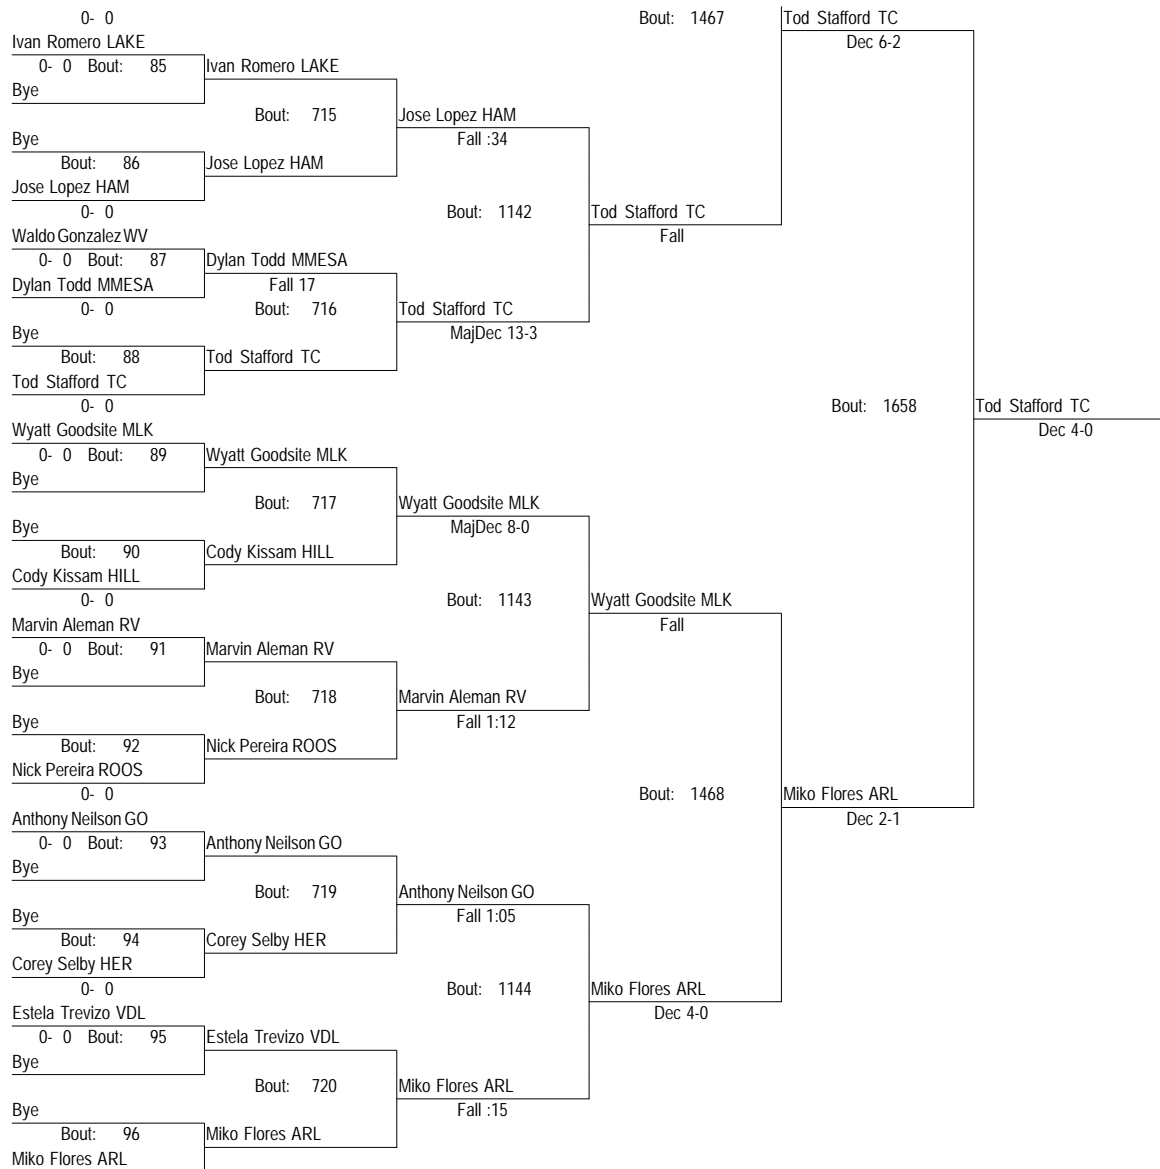 0- 0
Bout: 1467
Tod Stafford TC
Ivan Romero LAKE
Dec 6-2
0- 0 Bout: 85
Ivan Romero LAKE
Bye
Bout: 715
Jose Lopez HAM
Bye
Fall :34
Bout: 86
Jose Lopez HAM
Jose Lopez HAM
0- 0
Bout: 1142
Tod Stafford TC
Waldo Gonzalez WV
Fall
0- 0 Bout: 87
Dylan Todd MMESA
Dylan Todd MMESA
Fall 17
0- 0
Bout: 716
Tod Stafford TC
Bye
MajDec 13-3
Bout: 88
Tod Stafford TC
Tod Stafford TC
0- 0
Bout: 1658
Tod Stafford TC
Wyatt Goodsite MLK
Dec 4-0
0- 0 Bout: 89
Wyatt Goodsite MLK
Bye
Bout: 717
Wyatt Goodsite MLK
Bye
MajDec 8-0
Bout: 90
Cody Kissam HILL
Cody Kissam HILL
0- 0
Bout: 1143
Wyatt Goodsite MLK
Marvin Aleman RV
Fall
0- 0 Bout: 91
Marvin Aleman RV
Bye
Bout: 718
Marvin Aleman RV
Bye
Fall 1:12
Bout: 92
Nick Pereira ROOS
Nick Pereira ROOS
0- 0
Bout: 1468
Miko Flores ARL
Anthony Neilson GO
Dec 2-1
0- 0 Bout: 93
Anthony Neilson GO
Bye
Bout: 719
Anthony Neilson GO
Bye
Fall 1:05
Bout: 94
Corey Selby HER
Corey Selby HER
0- 0
Bout: 1144
Miko Flores ARL
Estela Trevizo VDL
Dec 4-0
0- 0 Bout: 95
Estela Trevizo VDL
Bye
Bout: 720
Miko Flores ARL
Bye
Fall :15
Bout: 96
Miko Flores ARL
Miko Flores ARL